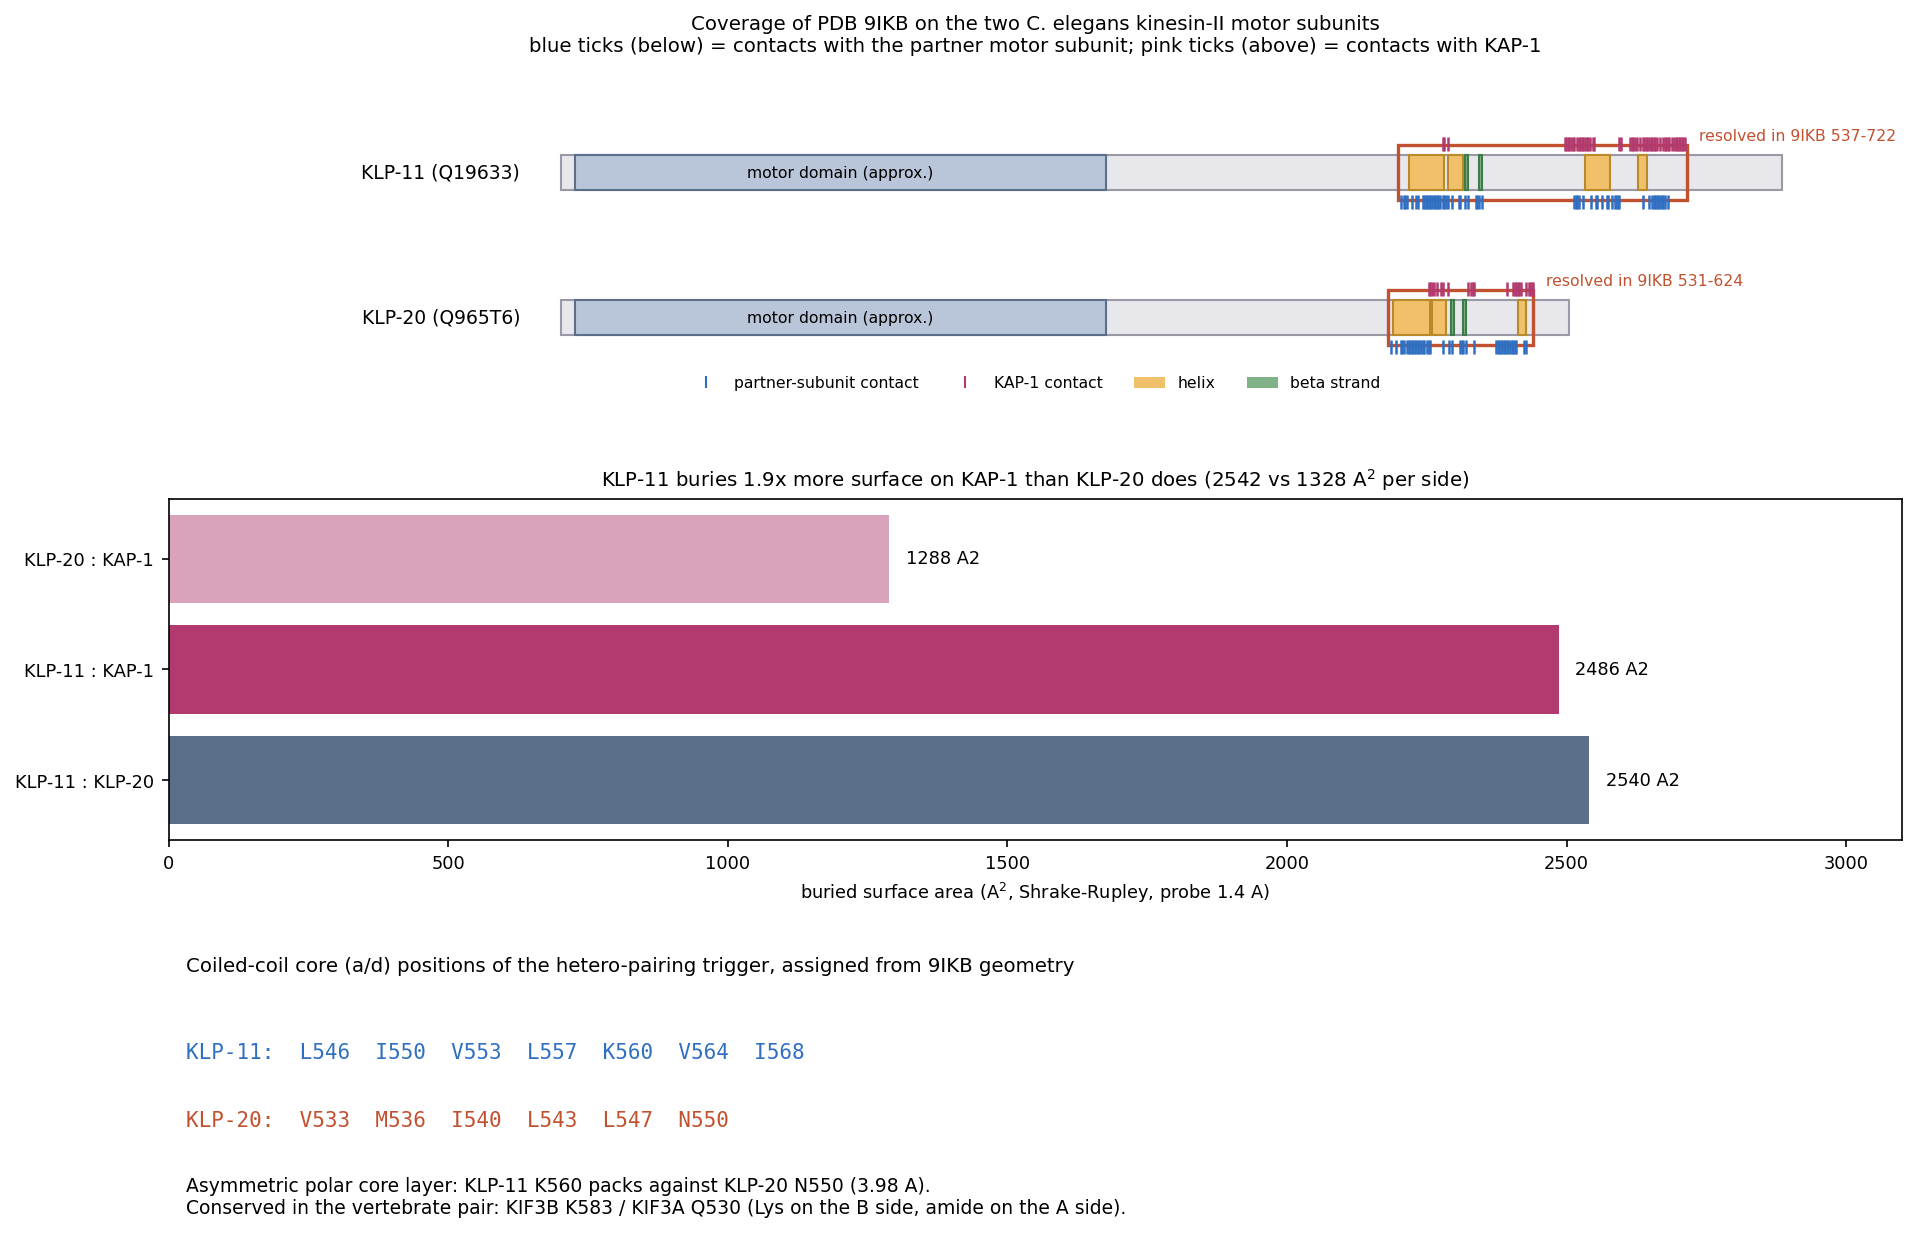 Coverage of PDB 9IKB on the two C. elegans kinesin-II motor subunits
blue ticks (below) = contacts with the partner motor subunit; pink ticks (above) = contacts with KAP-1
resolved in 9IKB 537-722
KLP-11 (Q19633)
motor domain (approx.)
resolved in 9IKB 531-624
KLP-20 (Q965T6)
motor domain (approx.)
partner-subunit contact
KAP-1 contact
helix
beta strand
KLP-11 buries 1.9x more surface on KAP-1 than KLP-20 does (2542 vs 1328 A² per side)
KLP-20 : KAP-1
1288 A2
KLP-11 : KAP-1
2486 A2
KLP-11 : KLP-20
2540 A2
0 500 1000 1500 2000 2500 3000
buried surface area (A², Shrake-Rupley, probe 1.4 A)
Coiled-coil core (a/d) positions of the hetero-pairing trigger, assigned from 9IKB geometry
KLP-11: L546 I550 V553 L557 K560 V564 I568
KLP-20: V533 M536 I540 L543 L547 N550
Asymmetric polar core layer: KLP-11 K560 packs against KLP-20 N550 (3.98 A).
Conserved in the vertebrate pair: KIF3B K583 / KIF3A Q530 (Lys on the B side, amide on the A side).